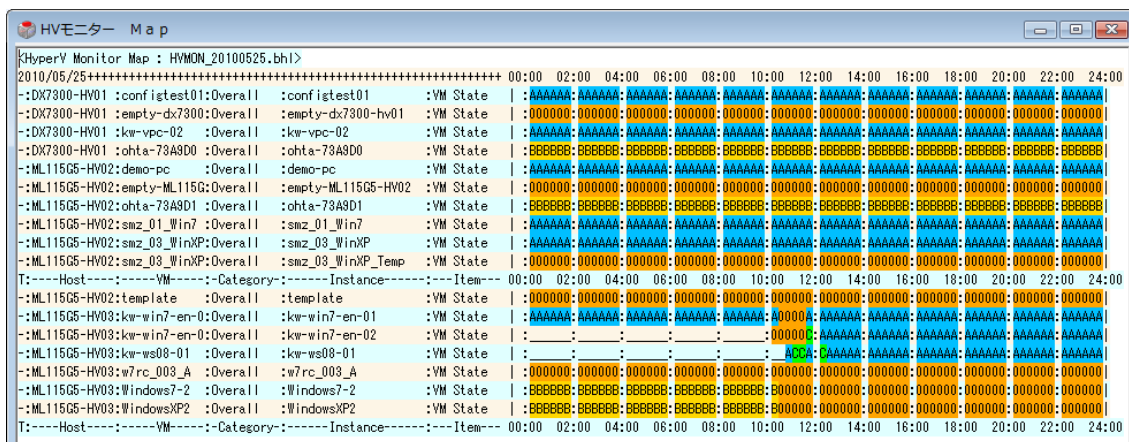 HVモニター　Ｍａｐ
<HyperV Monitor Map : HVMON_20100525.bhl>
2010/05/25++++++++++++++++++++++++++++++++++++++++++++++++++++++++++++ 00:00  02:00  04:00  06:00  08:00  10:00  12:00  14:00  16:00  18:00  20:00  22:00  24:00
-:DX7300-HV01 :configtest01:Overall   :configtest01        :VM State   | :AAAAAA:AAAAAA:AAAAAA:AAAAAA:AAAAAA:AAAAAA:AAAAAA:AAAAAA:AAAAAA:AAAAAA:AAAAAA:AAAAAA|
-:DX7300-HV01 :empty-dx7300:Overall   :empty-dx7300-hv01   :VM State   | :000000:000000:000000:000000:000000:000000:000000:000000:000000:000000:000000:000000|
-:DX7300-HV01 :kw-vpc-02   :Overall   :kw-vpc-02           :VM State   | :AAAAAA:AAAAAA:AAAAAA:AAAAAA:AAAAAA:AAAAAA:AAAAAA:AAAAAA:AAAAAA:AAAAAA:AAAAAA:AAAAAA|
-:DX7300-HV01 :ohta-73A9D0 :Overall   :ohta-73A9D0         :VM State   | :BBBBBB:BBBBBB:BBBBBB:BBBBBB:BBBBBB:BBBBBB:BBBBBB:BBBBBB:BBBBBB:BBBBBB:BBBBBB:BBBBBB|
-:ML115G5-HV02:demo-pc     :Overall   :demo-pc             :VM State   | :AAAAAA:AAAAAA:AAAAAA:AAAAAA:AAAAAA:AAAAAA:AAAAAA:AAAAAA:AAAAAA:AAAAAA:AAAAAA:AAAAAA|
-:ML115G5-HV02:empty-ML115G:Overall   :empty-ML115G5-HV02  :VM State   | :000000:000000:000000:000000:000000:000000:000000:000000:000000:000000:000000:000000|
-:ML115G5-HV02:ohta-73A9D1 :Overall   :ohta-73A9D1         :VM State   | :BBBBBB:BBBBBB:BBBBBB:BBBBBB:BBBBBB:BBBBBB:BBBBBB:BBBBBB:BBBBBB:BBBBBB:BBBBBB:BBBBBB|
-:ML115G5-HV02:smz_01_Win7 :Overall   :smz_01_Win7         :VM State   | :AAAAAA:AAAAAA:AAAAAA:AAAAAA:AAAAAA:AAAAAA:AAAAAA:AAAAAA:AAAAAA:AAAAAA:AAAAAA:AAAAAA|
-:ML115G5-HV02:smz_03_WinXP:Overall   :smz_03_WinXP        :VM State   | :AAAAAA:AAAAAA:AAAAAA:AAAAAA:AAAAAA:AAAAAA:AAAAAA:AAAAAA:AAAAAA:AAAAAA:AAAAAA:AAAAAA|
-:ML115G5-HV02:smz_03_WinXP:Overall   :smz_03_WinXP_Temp   :VM State   | :000000:000000:000000:000000:000000:000000:000000:000000:000000:000000:000000:000000|
T:----Host----:-----VM-----:-Category-:------Instance------:---Item--- 00:00  02:00  04:00  06:00  08:00  10:00  12:00  14:00  16:00  18:00  20:00  22:00  24:00
-:ML115G5-HV02:template    :Overall   :template            :VM State   | :000000:000000:000000:000000:000000:000000:000000:000000:000000:000000:000000:000000|
-:ML115G5-HV03:kw-win7-en-0:Overall   :kw-win7-en-01       :VM State   | :AAAAAA:AAAAAA:AAAAAA:AAAAAA:AAAAAA:A0000A:AAAAAA:AAAAAA:AAAAAA:AAAAAA:AAAAAA:AAAAAA|
-:ML115G5-HV03:kw-win7-en-0:Overall   :kw-win7-en-02       :VM State   | :______:______:______:______:______:00000C:AAAAAA:AAAAAA:AAAAAA:AAAAAA:AAAAAA:AAAAAA|
-:ML115G5-HV03:kw-ws08-01  :Overall   :kw-ws08-01          :VM State   | :______:______:______:______:______:__ACCA:CAAAAA:AAAAAA:AAAAAA:AAAAAA:AAAAAA:AAAAAA|
-:ML115G5-HV03:w7rc_003_A  :Overall   :w7rc_003_A          :VM State   | :000000:000000:000000:000000:000000:000000:000000:000000:000000:000000:000000:000000|
-:ML115G5-HV03:Windows7-2  :Overall   :Windows7-2          :VM State   | :BBBBBB:BBBBBB:BBBBBB:BBBBBB:BBBBBB:B00000:000000:000000:000000:000000:000000:000000|
-:ML115G5-HV03:WindowsXP2  :Overall   :WindowsXP2          :VM State   | :BBBBBB:BBBBBB:BBBBBB:BBBBBB:BBBBBB:B00000:000000:000000:000000:000000:000000:000000|
T:----Host----:-----VM-----:-Category-:------Instance------:---Item--- 00:00  02:00  04:00  06:00  08:00  10:00  12:00  14:00  16:00  18:00  20:00  22:00  24:00